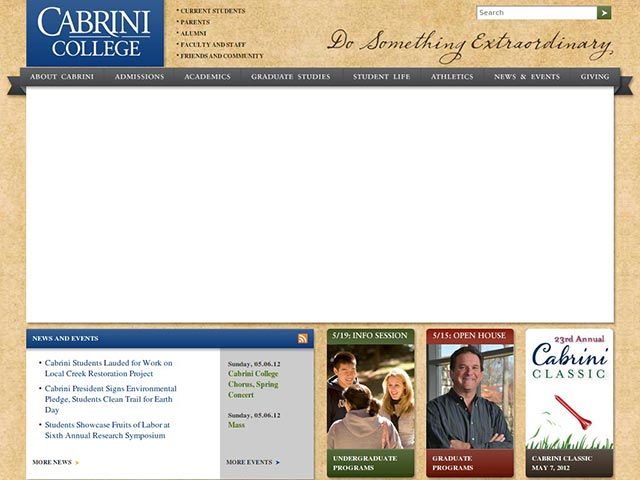 CABRINI
COLLEGE
* CURRENT STUDENTS
* PARENTS
* ALUMNI
* FACULTY AND STAFF
* FRIENDS AND COMMUNITY
Search
Do Something Extraordinary
ABOUT CABRINI ADMISSIONS ACADEMICS GRADUATE STUDIES STUDENT LIFE ATHLETICS NEWS & EVENTS GIVING
NEWS AND EVENTS
• Cabrini Students Lauded for Work on
Local Creek Restoration Project
• Cabrini President Signs Environmental
Pledge, Students Clean Trail for Earth
Day
• Students Showcase Fruits of Labor at
Sixth Annual Research Symposium
MORE NEWS
Sunday, 05.06.12
Cabrini College
Chorus, Spring
Concert
Sunday, 05.06.12
Mass
MORE EVENTS
5/19: INFO SESSION
UNDERGRADUATE
PROGRAMS
5/15: OPEN HOUSE
GRADUATE
PROGRAMS
23rd Annual
Cabrini
CLASSIC
CABRINI CLASSIC
MAY 7, 2012